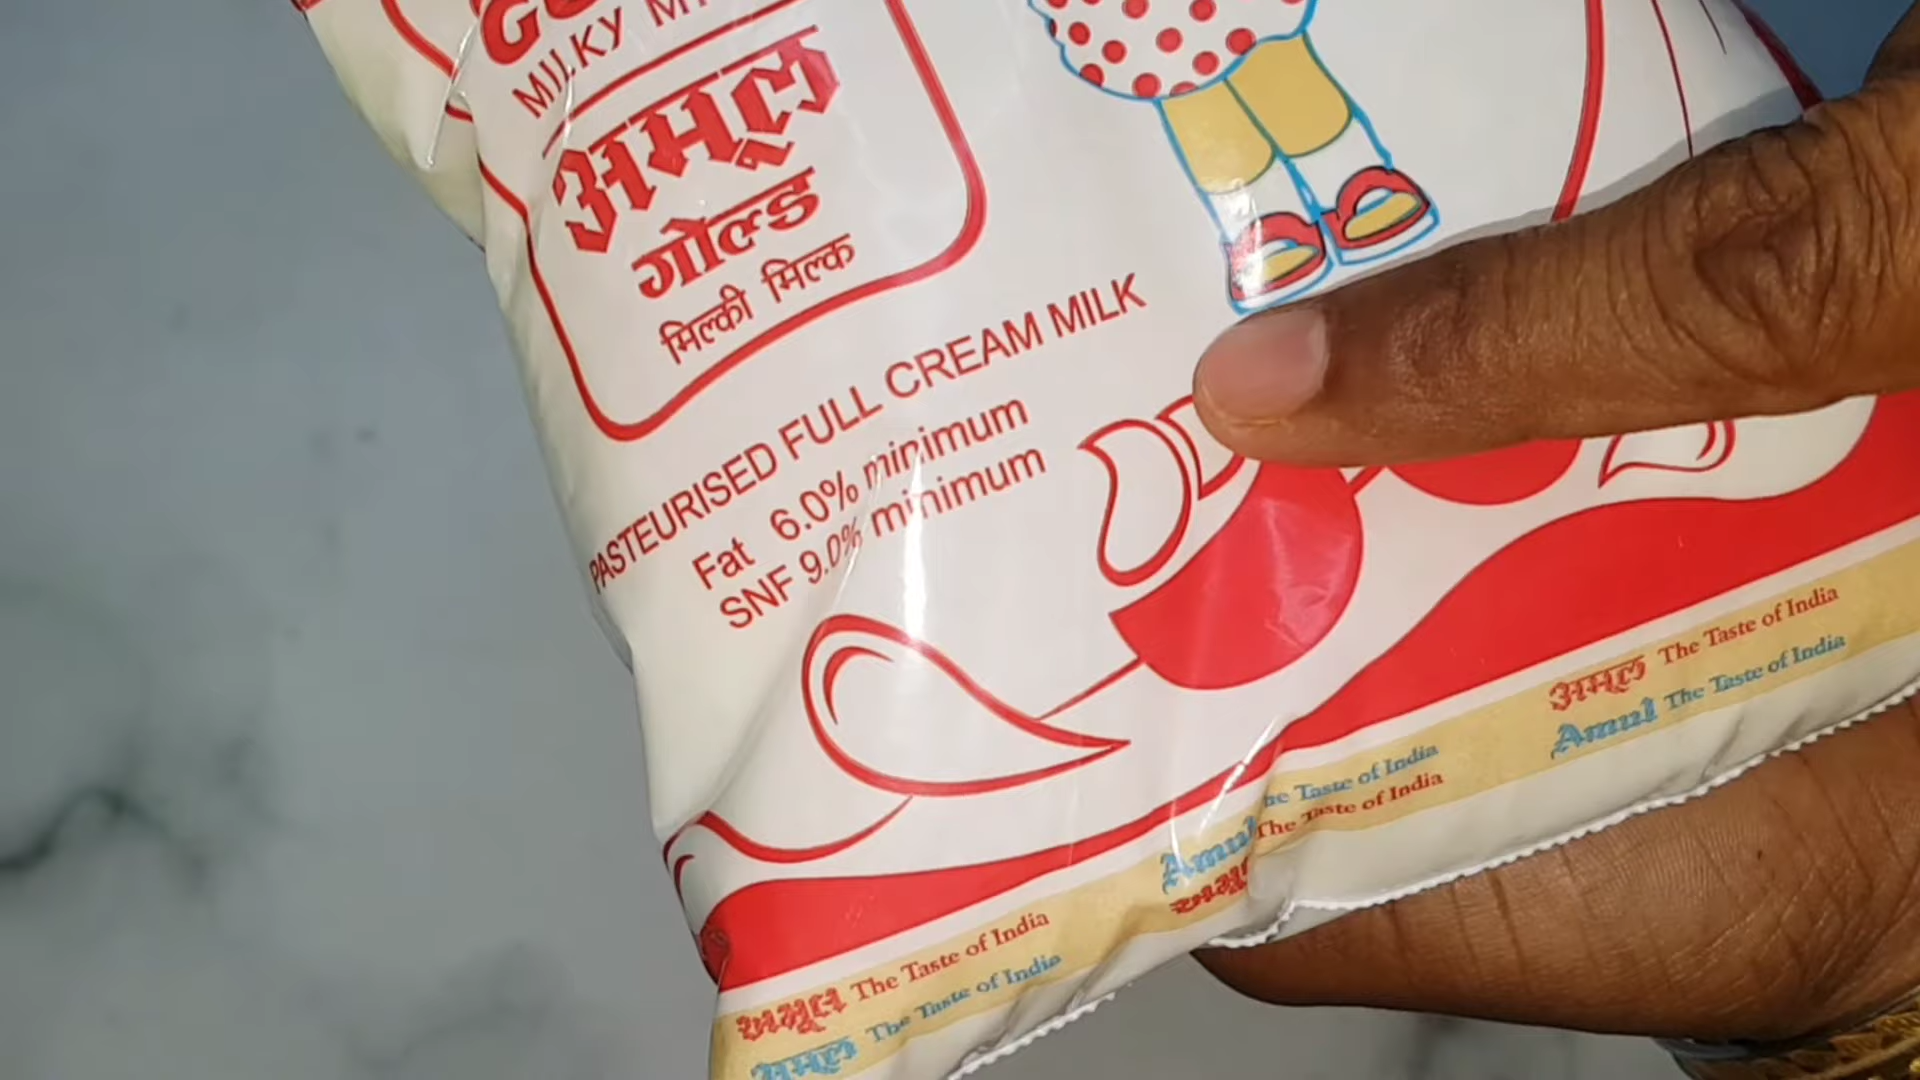 MILKY
अमूल
गोल्ड
मिल्की मिल्क
PASTEURISED FULL CREAM MILK
Fat 6.0% minimum
SNF 9.0% minimum
अमूल The Taste of India
Amul The Taste of India
The Taste of India
Amul The Taste of India
અમૂલ The Taste of India
अमूल The Taste of India